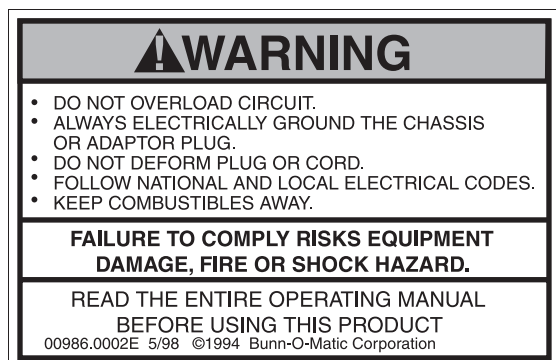 WARNING
• DO NOT OVERLOAD CIRCUIT.
• ALWAYS ELECTRICALLY GROUND THE CHASSIS
OR ADAPTOR PLUG.
• DO NOT DEFORM PLUG OR CORD.
• FOLLOW NATIONAL AND LOCAL ELECTRICAL CODES.
• KEEP COMBUSTIBLES AWAY.
FAILURE TO COMPLY RISKS EQUIPMENT
DAMAGE, FIRE OR SHOCK HAZARD.
READ THE ENTIRE OPERATING MANUAL
BEFORE USING THIS PRODUCT
00986.0002E 5/98 ©1994 Bunn-O-Matic Corporation